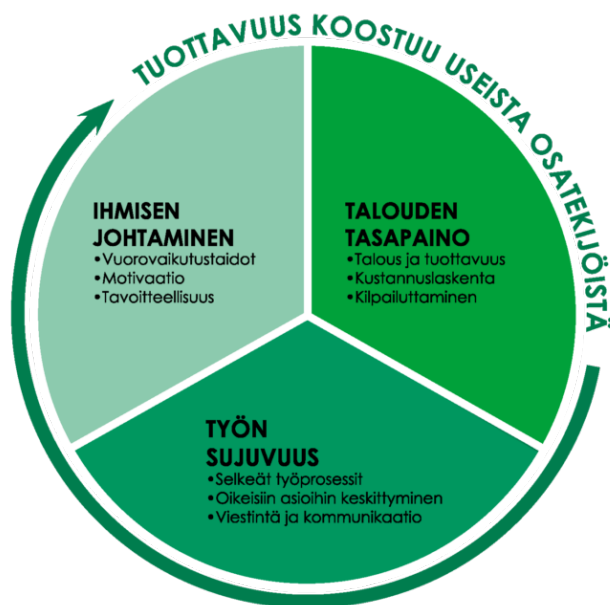 TUOTTAVUUS KOOSTUU USEISTA OSATEKIJÖISTÄ
IHMISEN
JOHTAMINEN
•Vuorovaikutustaidot
•Motivaatio
•Tavoitteellisuus
TALOUDEN
TASAPAINO
•Talous ja tuottavuus
•Kustannuslaskenta
•Kilpailuttaminen
TYÖN
SUJUVUUS
•Selkeät työprosessit
•Oikeisiin asioihin keskittyminen
•Viestintä ja kommunikaatio